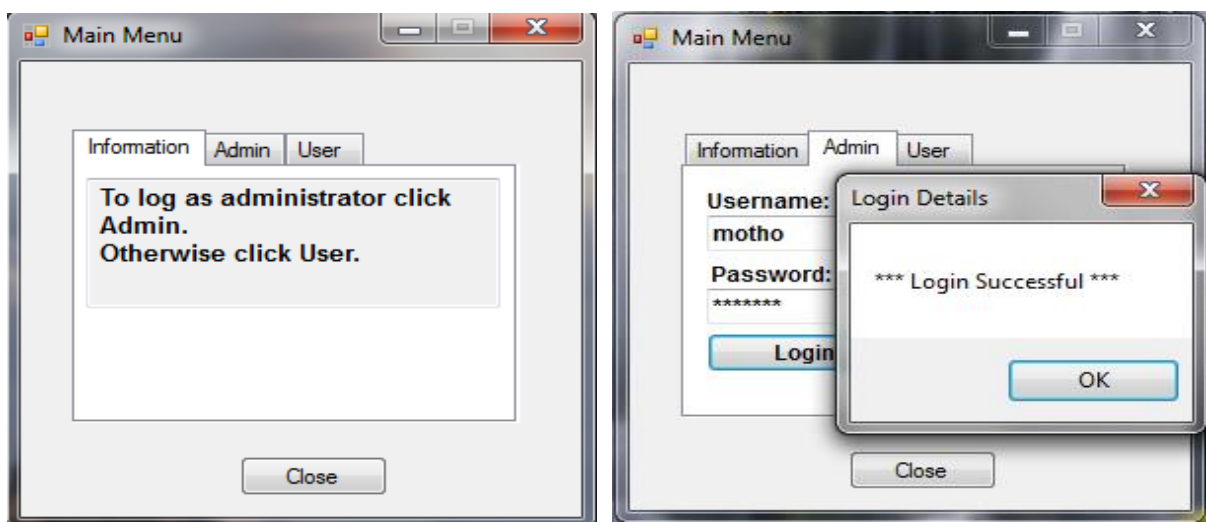 Main Menu
Information Admin User
To log as administrator click
Admin.
Otherwise click User.
Close
Main Menu
Information Admin User
Username:
motho
Password:
*******
Login
Login Details
*** Login Successful ***
OK
Close